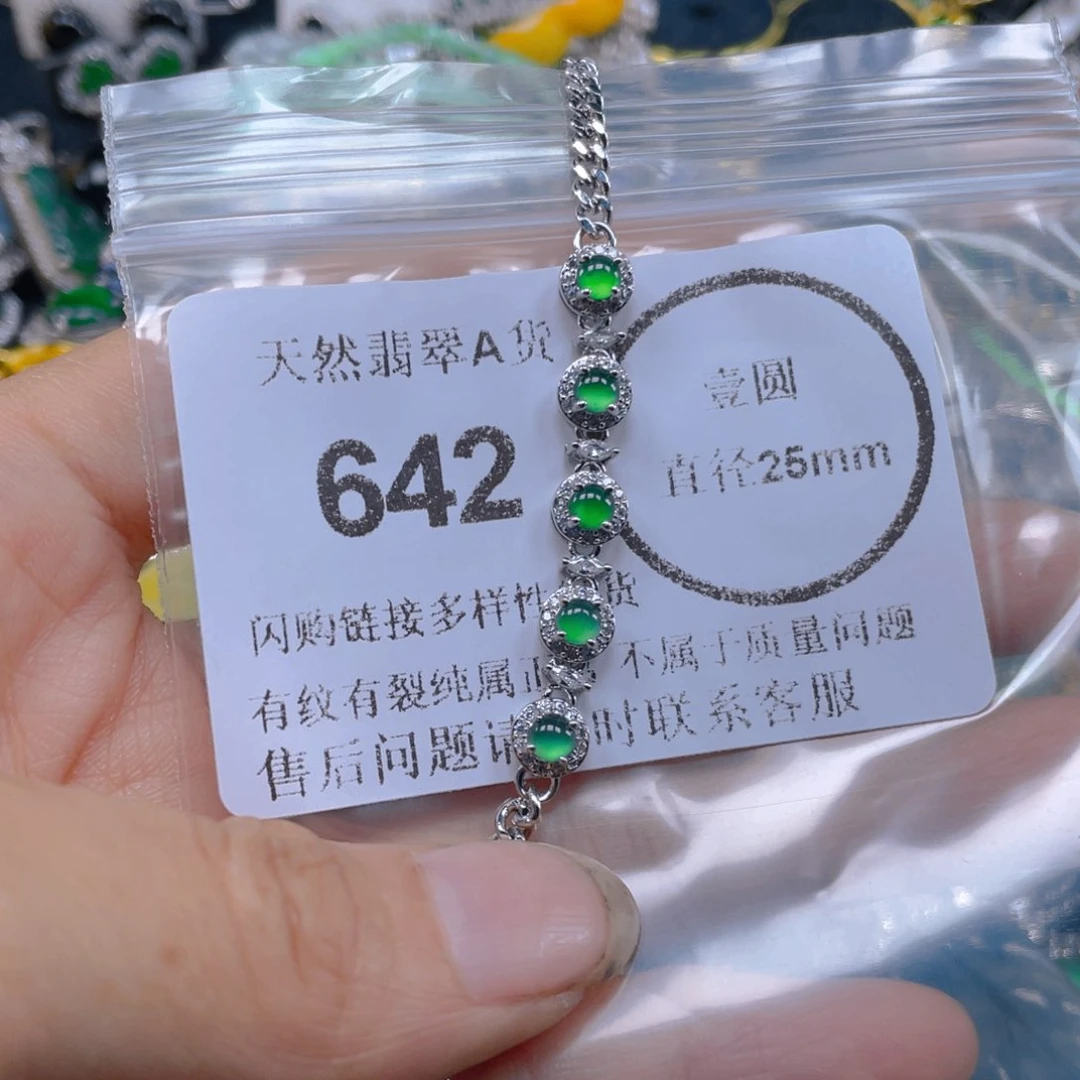 天然翡翠A货
642
壹圆
直径25mm
闪购链接多样性 货
有纹有裂纯属正 不属于质量问题
售后问题请 时联系客服